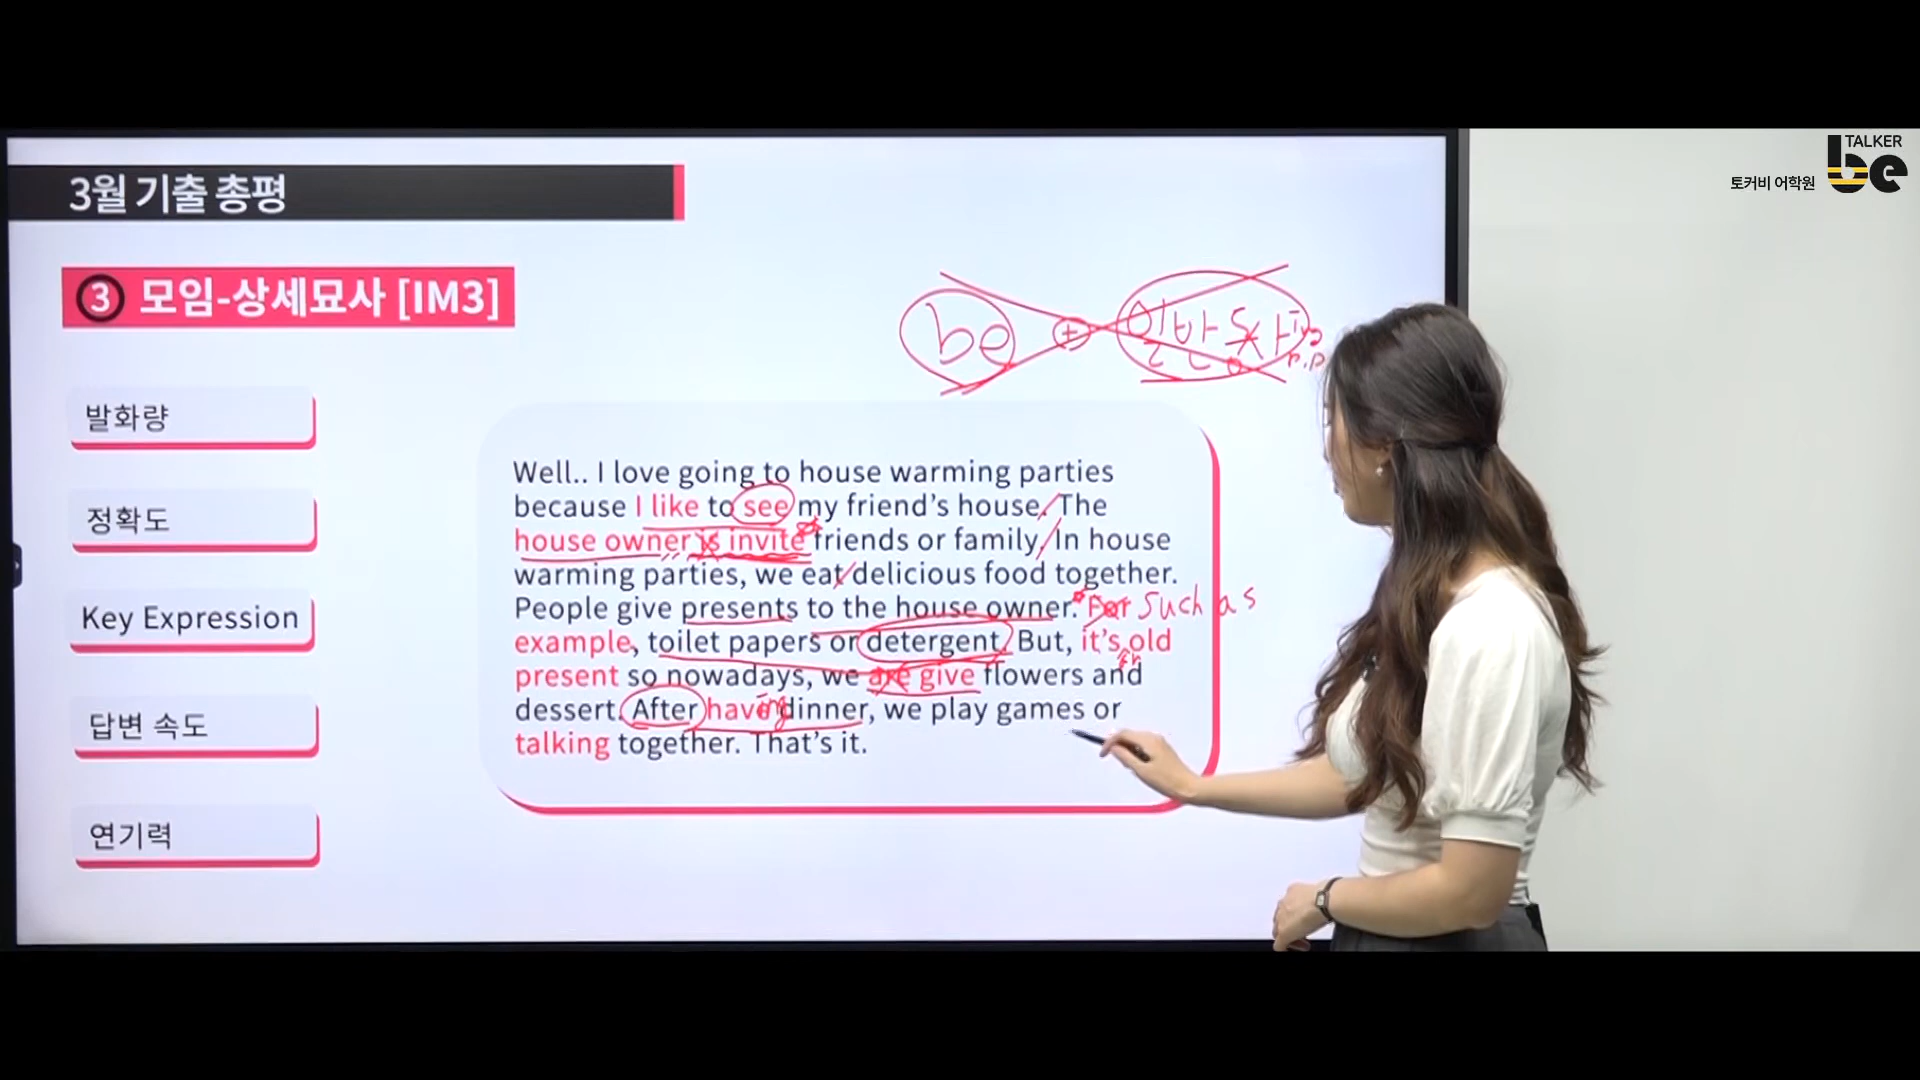 TALKER
be
토커비 어학원
3월 기출 총평
3 모임-상세묘사 [IM3]
be + 일반동사 ing
p.p
발화량
정확도
Key Expression
답변 속도
연기력
Well.. I love going to house warming parties
because I like to see my friend’s house. The
house owner is invite friends or family. In house
warming parties, we eat delicious food together.
People give presents to the house owner. For such as
example, toilet papers or detergent. But, it’s old
an
present so nowadays, we are give flowers and
dessert. After have ing dinner, we play games or
talking together. That’s it.